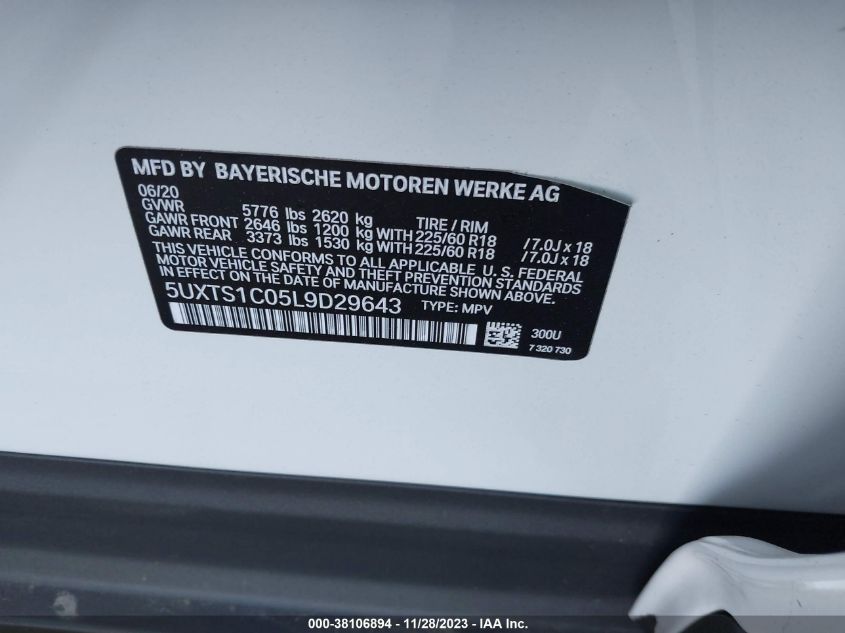 MFD BY BAYERISCHE MOTOREN WERKE AG
06/20
GVWR 5776 lbs 2620 kg TIRE / RIM
GAWR FRONT 2646 lbs 1200 kg WITH 225/60 R18 / 7.0J x 18
GAWR REAR 3373 lbs 1530 kg WITH 225/60 R18 / 7.0J x 18
THIS VEHICLE CONFORMS TO ALL APPLICABLE U.S. FEDERAL
MOTOR VEHICLE SAFETY AND THEFT PREVENTION STANDARDS
IN EFFECT ON THE DATE OF MANUFACTURE SHOWN ABOVE.
5UXTS1C05L9D29643 TYPE: MPV
300U
7 320 730
000-38106894 - 11/28/2023 - IAA Inc.